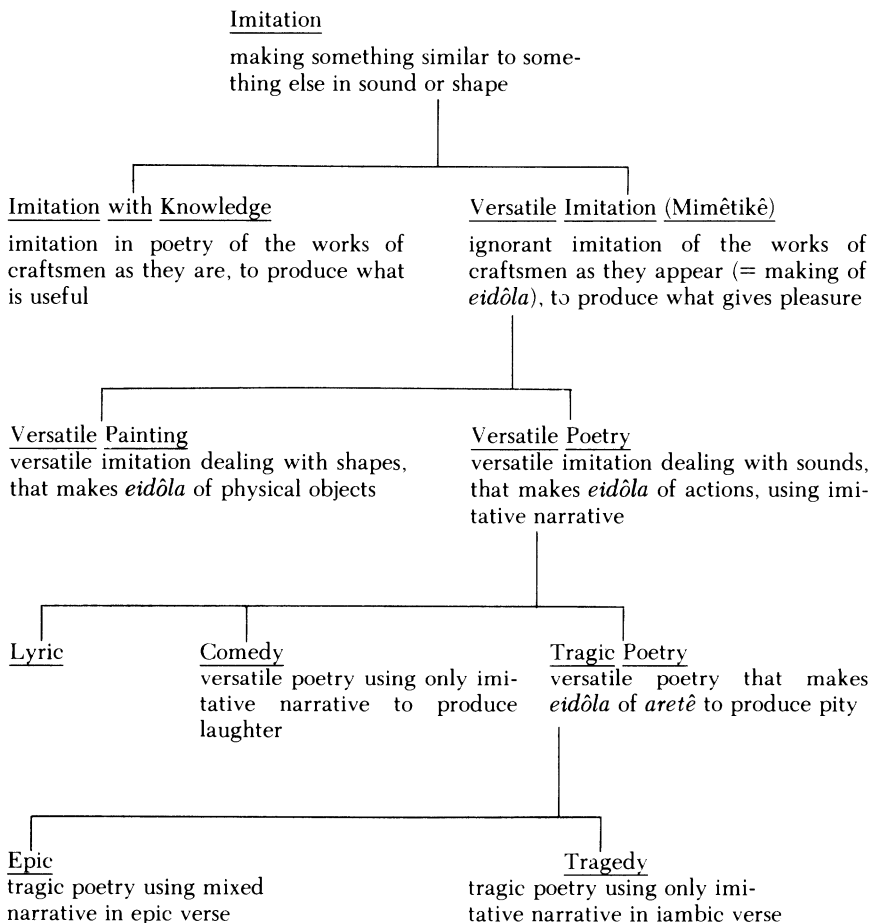 Imitation
making something similar to some-
thing else in sound or shape
Imitation with Knowledge
imitation in poetry of the works of
craftsmen as they are, to produce what
is useful
Versatile Imitation (Mimêtikê)
ignorant imitation of the works of
craftsmen as they appear (= making of
eidôla), to produce what gives pleasure
Versatile Painting
versatile imitation dealing with shapes,
that makes eidôla of physical objects
Versatile Poetry
versatile imitation dealing with sounds,
that makes eidôla of actions, using imi-
tative narrative
Lyric
Comedy
versatile poetry using only imi-
tative narrative to produce
laughter
Tragic Poetry
versatile poetry that makes
eidôla of aretê to produce pity
Epic
tragic poetry using mixed
narrative in epic verse
Tragedy
tragic poetry using only imi-
tative narrative in iambic verse